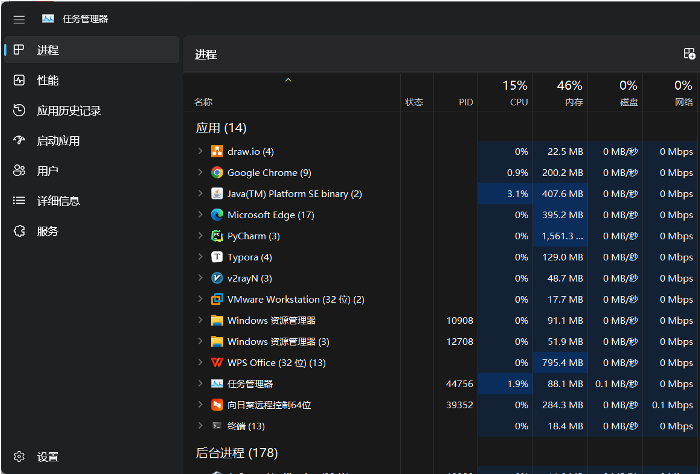 任务管理器
进程
性能
应用历史记录
启动应用
用户
详细信息
服务
设置
进程
15% 46% 0% 0%
名称 状态 PID CPU 内存 磁盘 网络
应用 (14)
draw.io (4) 0% 22.5 MB 0 MB/秒 0 Mbps
Google Chrome (9) 0.9% 200.2 MB 0 MB/秒 0 Mbps
Java(TM) Platform SE binary (2) 3.1% 407.6 MB 0 MB/秒 0 Mbps
Microsoft Edge (17) 0% 395.2 MB 0 MB/秒 0 Mbps
PyCharm (3) 0% 1,561.3 ... 0 MB/秒 0 Mbps
Typora (4) 0% 129.0 MB 0 MB/秒 0 Mbps
v2rayN (3) 0% 48.7 MB 0 MB/秒 0 Mbps
VMware Workstation (32 位) (2) 0% 17.7 MB 0 MB/秒 0 Mbps
Windows 资源管理器 10908 0% 91.1 MB 0 MB/秒 0 Mbps
Windows 资源管理器 (3) 12708 0% 51.9 MB 0 MB/秒 0 Mbps
WPS Office (32 位) (13) 0% 795.4 MB 0 MB/秒 0 Mbps
任务管理器 44756 1.9% 88.1 MB 0.1 MB/秒 0 Mbps
向日葵远程控制64位 39352 0% 284.3 MB 0 MB/秒 0.1 Mbps
终端 (13) 0% 18.4 MB 0 MB/秒 0 Mbps
后台进程 (178)